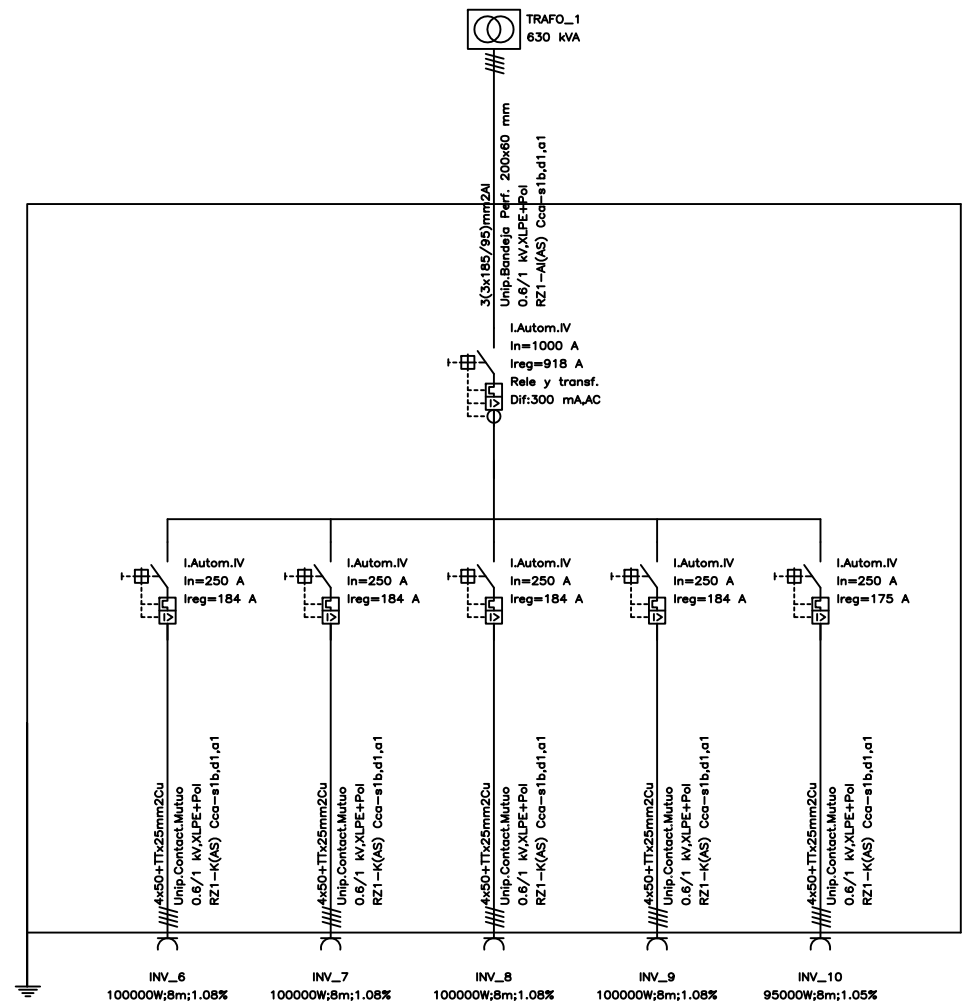 TRAFO_1
630 kVA
3(3x185/95)mm2Al
Unip.Bandeja Perf. 200x60 mm
0.6/1 kV,XLPE+Pol
RZ1-Al(AS) Cca-s1b,d1,a1
I.Autom.IV
In=1000 A
Ireg=918 A
Rele y transf.
Dif:300 mA,AC
I.Autom.IV
In=250 A
Ireg=184 A
I.Autom.IV
In=250 A
Ireg=184 A
I.Autom.IV
In=250 A
Ireg=184 A
I.Autom.IV
In=250 A
Ireg=184 A
I.Autom.IV
In=250 A
Ireg=175 A
4x50+TTx25mm2Cu
Unip.Contact.Mutuo
0.6/1 kV,XLPE+Pol
RZ1-K(AS) Cca-s1b,d1,a1
4x50+TTx25mm2Cu
Unip.Contact.Mutuo
0.6/1 kV,XLPE+Pol
RZ1-K(AS) Cca-s1b,d1,a1
4x50+TTx25mm2Cu
Unip.Contact.Mutuo
0.6/1 kV,XLPE+Pol
RZ1-K(AS) Cca-s1b,d1,a1
4x50+TTx25mm2Cu
Unip.Contact.Mutuo
0.6/1 kV,XLPE+Pol
RZ1-K(AS) Cca-s1b,d1,a1
4x50+TTx25mm2Cu
Unip.Contact.Mutuo
0.6/1 kV,XLPE+Pol
RZ1-K(AS) Cca-s1b,d1,a1
INV_6
100000W;8m;1.08%
INV_7
100000W;8m;1.08%
INV_8
100000W;8m;1.08%
INV_9
100000W;8m;1.08%
INV_10
95000W;8m;1.05%